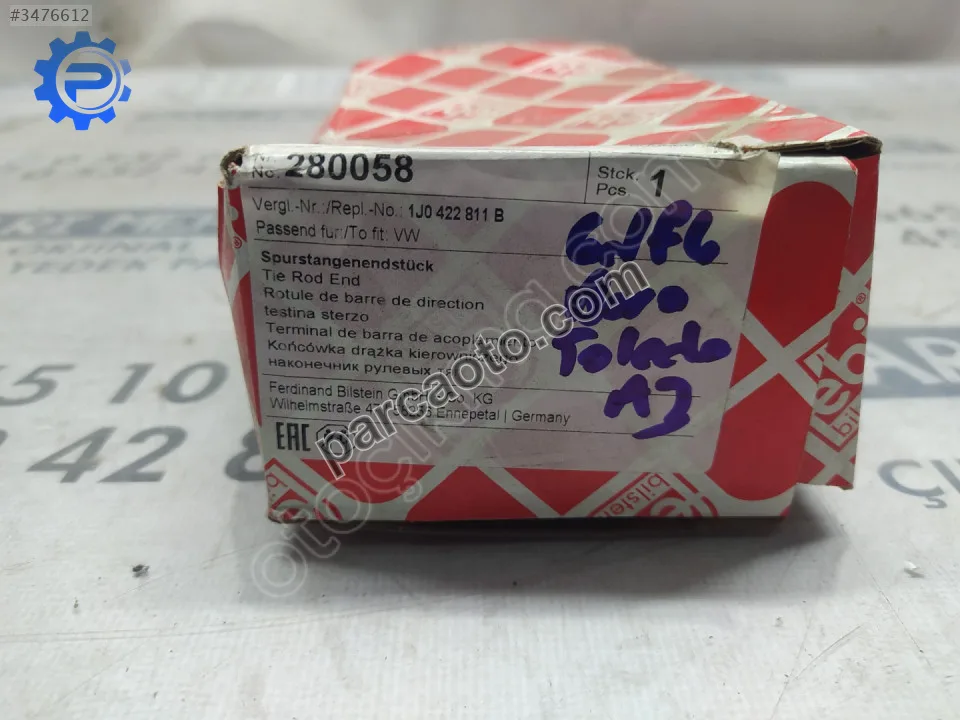 #3476612
P
No. 280058
Stck.
Pcs. 1
Vergl.-Nr.:/Repl.-No.: 1J0 422 811 B
Passend für:/To fit: VW
Spurstangenendstück
Tie Rod End
Rotule de barre de direction
testina sterzo
Terminal de barra de acoplamiento
Końcówka drążka kierowniczego
наконечник рулевых тяг
Ferdinand Bilstein GmbH + Co. KG
Wilhelmstraße 47, 58256 Ennepetal | Germany
EAC
Golf4
Toledo
A3
febi
bilstein
parcaoto.com